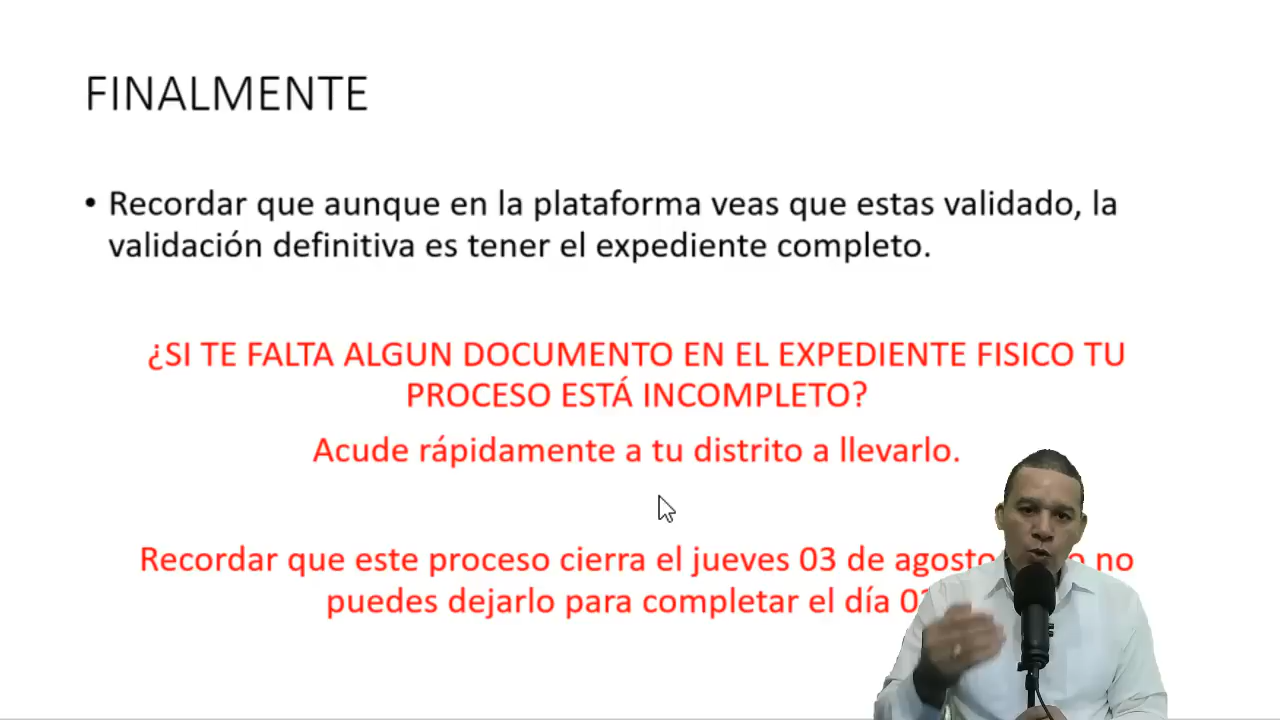 FINALMENTE
• Recordar que aunque en la plataforma veas que estas validado, la
validación definitiva es tener el expediente completo.
¿SI TE FALTA ALGUN DOCUMENTO EN EL EXPEDIENTE FISICO TU
PROCESO ESTÁ INCOMPLETO?
Acude rápidamente a tu distrito a llevarlo.
Recordar que este proceso cierra el jueves 03 de agosto no
puedes dejarlo para completar el día